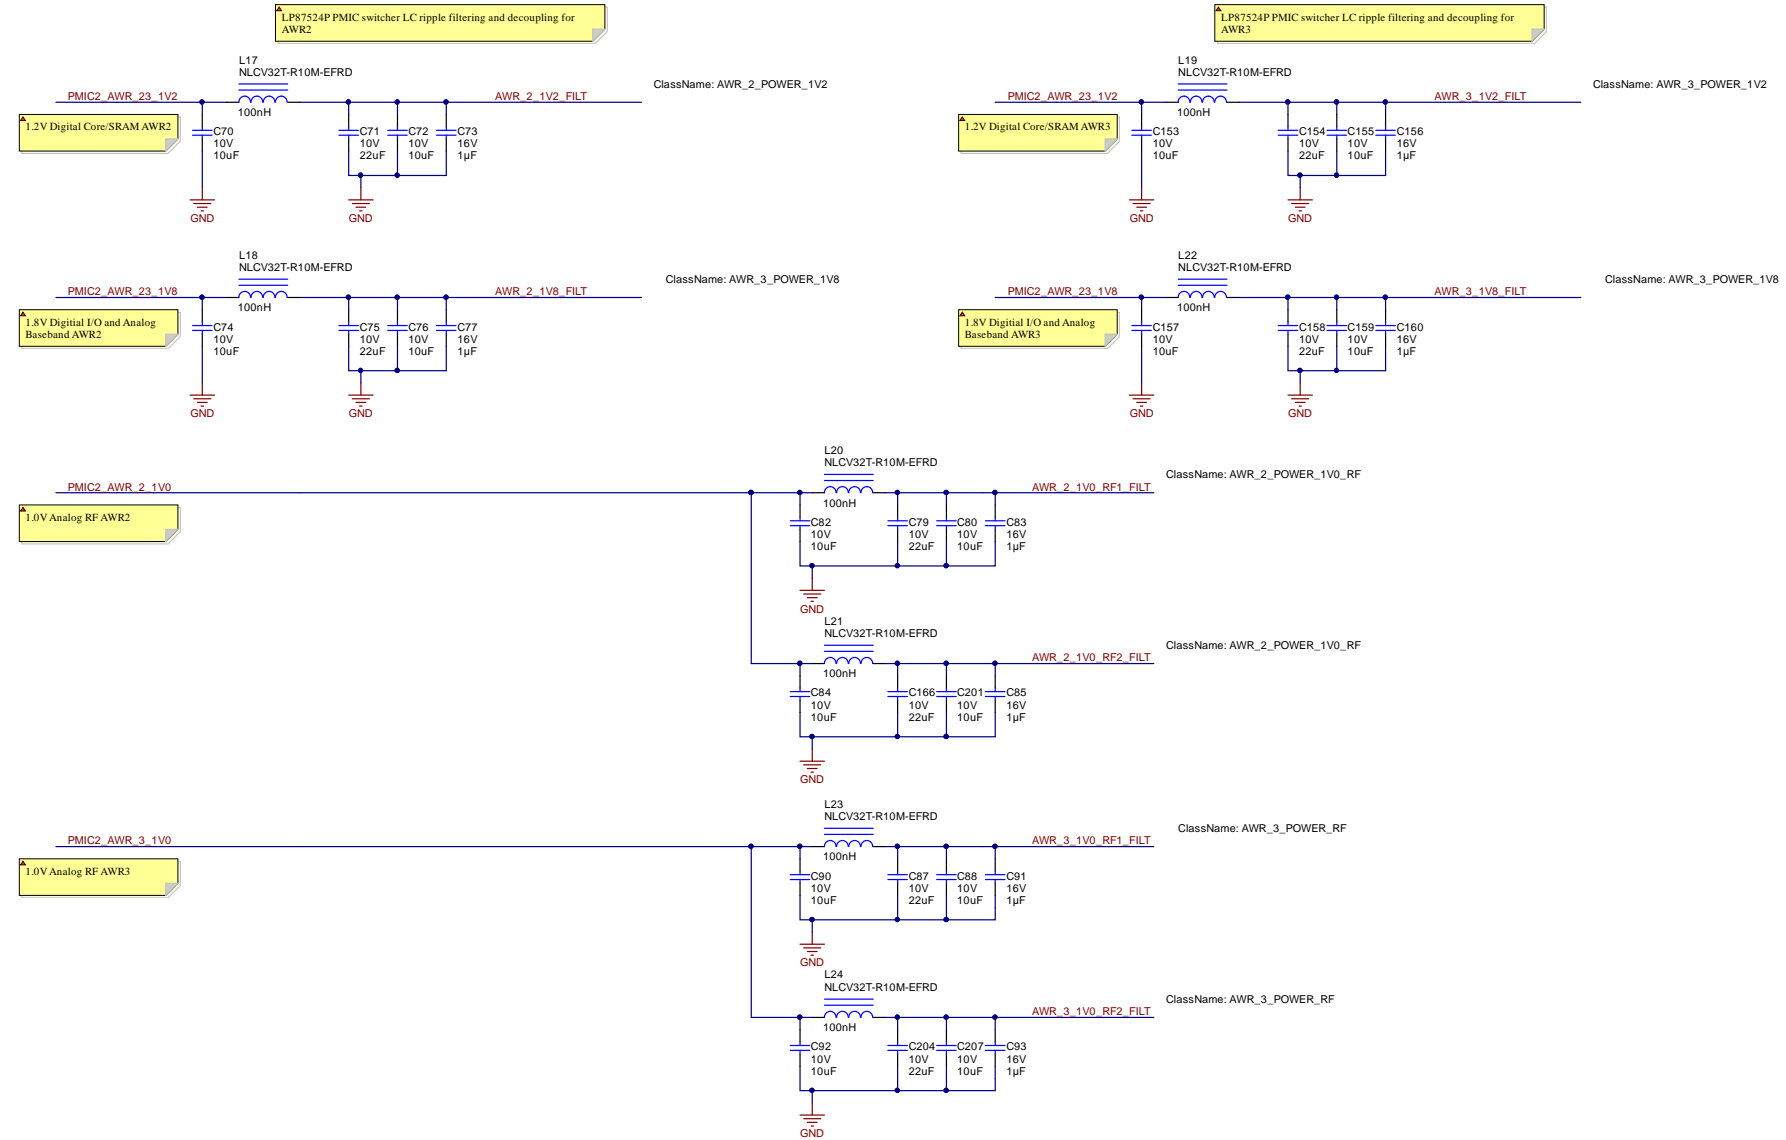 LP87524P PMIC switcher LC ripple filtering and decoupling for
AWR2
L17
NLCV32T-R10M-EFRD
ClassName: AWR_2_POWER_1V2
PMIC2_AWR_23_1V2
100nH
AWR_2_1V2_FILT
1.2V Digital Core/SRAM AWR2
C70
10V
10uF
C71
10V
22uF
C72
10V
10uF
C73
16V
1µF
GND
GND
LP87524P PMIC switcher LC ripple filtering and decoupling for
AWR3
L19
NLCV32T-R10M-EFRD
ClassName: AWR_3_POWER_1V2
PMIC2_AWR_23_1V2
100nH
AWR_3_1V2_FILT
1.2V Digital Core/SRAM AWR3
C153
10V
10uF
C154
10V
22uF
C155
10V
10uF
C156
16V
1µF
GND
GND
L18
NLCV32T-R10M-EFRD
ClassName: AWR_3_POWER_1V8
PMIC2_AWR_23_1V8
100nH
AWR_2_1V8_FILT
1.8V Digitial I/O and Analog
Baseband AWR2
C74
10V
10uF
C75
10V
22uF
C76
10V
10uF
C77
16V
1µF
GND
GND
L22
NLCV32T-R10M-EFRD
ClassName: AWR_3_POWER_1V8
PMIC2_AWR_23_1V8
100nH
AWR_3_1V8_FILT
1.8V Digitial I/O and Analog
Baseband AWR3
C157
10V
10uF
C158
10V
22uF
C159
10V
10uF
C160
16V
1µF
GND
GND
L20
NLCV32T-R10M-EFRD
ClassName: AWR_2_POWER_1V0_RF
PMIC2_AWR_2_1V0
100nH
AWR_2_1V0_RF1_FILT
1.0V Analog RF AWR2
C82
10V
10uF
C79
10V
22uF
C80
10V
10uF
C83
16V
1µF
GND
L21
NLCV32T-R10M-EFRD
ClassName: AWR_2_POWER_1V0_RF
100nH
AWR_2_1V0_RF2_FILT
C84
10V
10uF
C166
10V
22uF
C201
10V
10uF
C85
16V
1µF
GND
L23
NLCV32T-R10M-EFRD
ClassName: AWR_3_POWER_RF
PMIC2_AWR_3_1V0
100nH
AWR_3_1V0_RF1_FILT
1.0V Analog RF AWR3
C90
10V
10uF
C87
10V
22uF
C88
10V
10uF
C91
16V
1µF
GND
L24
NLCV32T-R10M-EFRD
ClassName: AWR_3_POWER_RF
100nH
AWR_3_1V0_RF2_FILT
C92
10V
10uF
C204
10V
22uF
C207
10V
10uF
C93
16V
1µF
GND